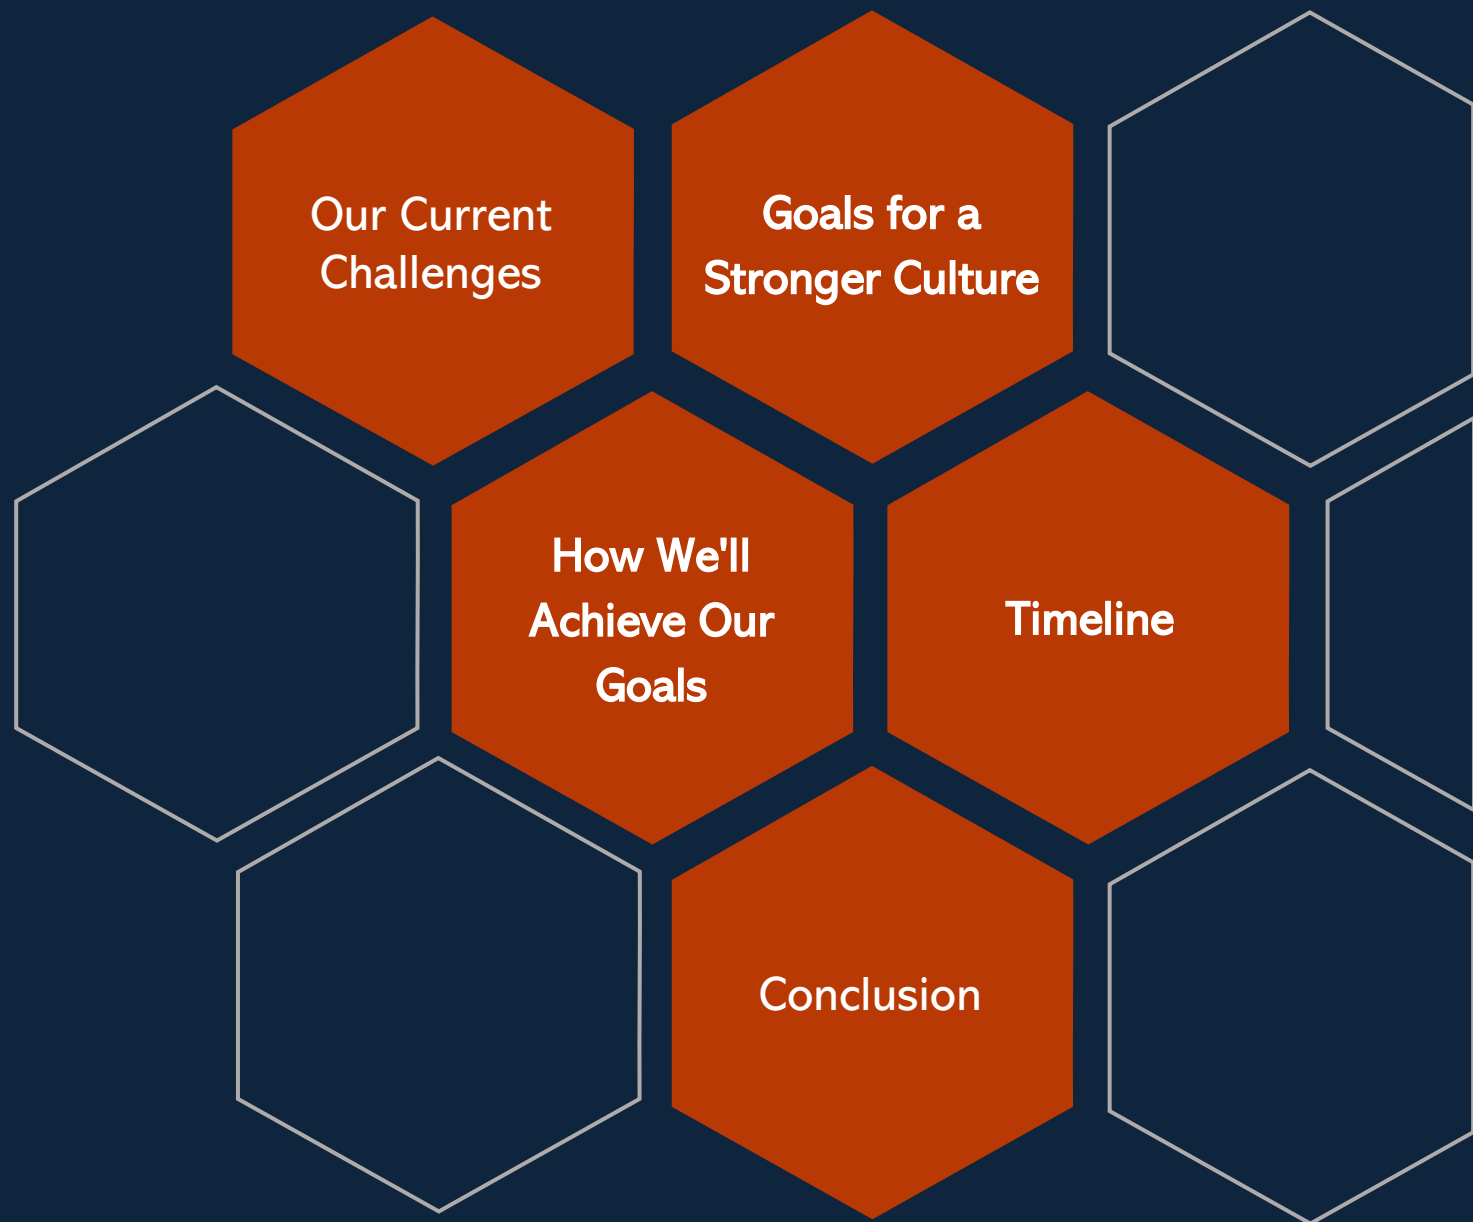 Our Current
Challenges
Goals for a
Stronger Culture
How We'll
Achieve Our
Goals
Timeline
Conclusion